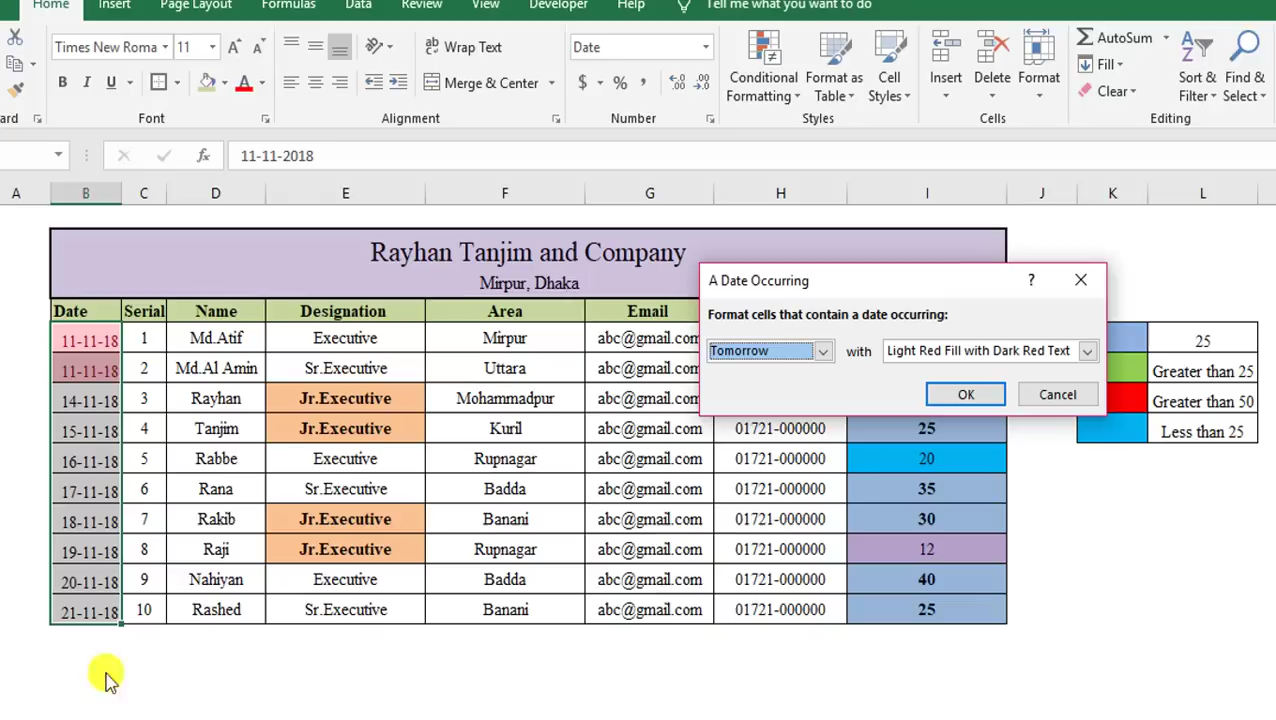 Home Insert Page Layout Formulas Data Review View Developer Help Tell me what you want to do
Times New Roma 11 A A Wrap Text Date AutoSum
B I U A Merge & Center $ % Conditional Formatting Format as Table Cell Styles Insert Delete Format Fill Clear Sort & Filter Find & Select
ard Font Alignment Number Styles Cells Editing
fx 11-11-2018
A B C D E F G H I J K L
Rayhan Tanjim and Company
Mirpur, Dhaka
Date Serial Name Designation Area Email
11-11-18 1 Md.Atif Executive Mirpur abc@gmail.com 25
11-11-18 2 Md.Al Amin Sr.Executive Uttara abc@gmail.com Greater than 25
14-11-18 3 Rayhan Jr.Executive Mohammadpur abc@gmail.com Greater than 50
15-11-18 4 Tanjim Jr.Executive Kuril abc@gmail.com 01721-000000 25 Less than 25
16-11-18 5 Rabbe Executive Rupnagar abc@gmail.com 01721-000000 20
17-11-18 6 Rana Sr.Executive Badda abc@gmail.com 01721-000000 35
18-11-18 7 Rakib Jr.Executive Banani abc@gmail.com 01721-000000 30
19-11-18 8 Raji Jr.Executive Rupnagar abc@gmail.com 01721-000000 12
20-11-18 9 Nahiyan Executive Badda abc@gmail.com 01721-000000 40
21-11-18 10 Rashed Sr.Executive Banani abc@gmail.com 01721-000000 25
A Date Occurring ?
Format cells that contain a date occurring:
Tomorrow with Light Red Fill with Dark Red Text
OK Cancel